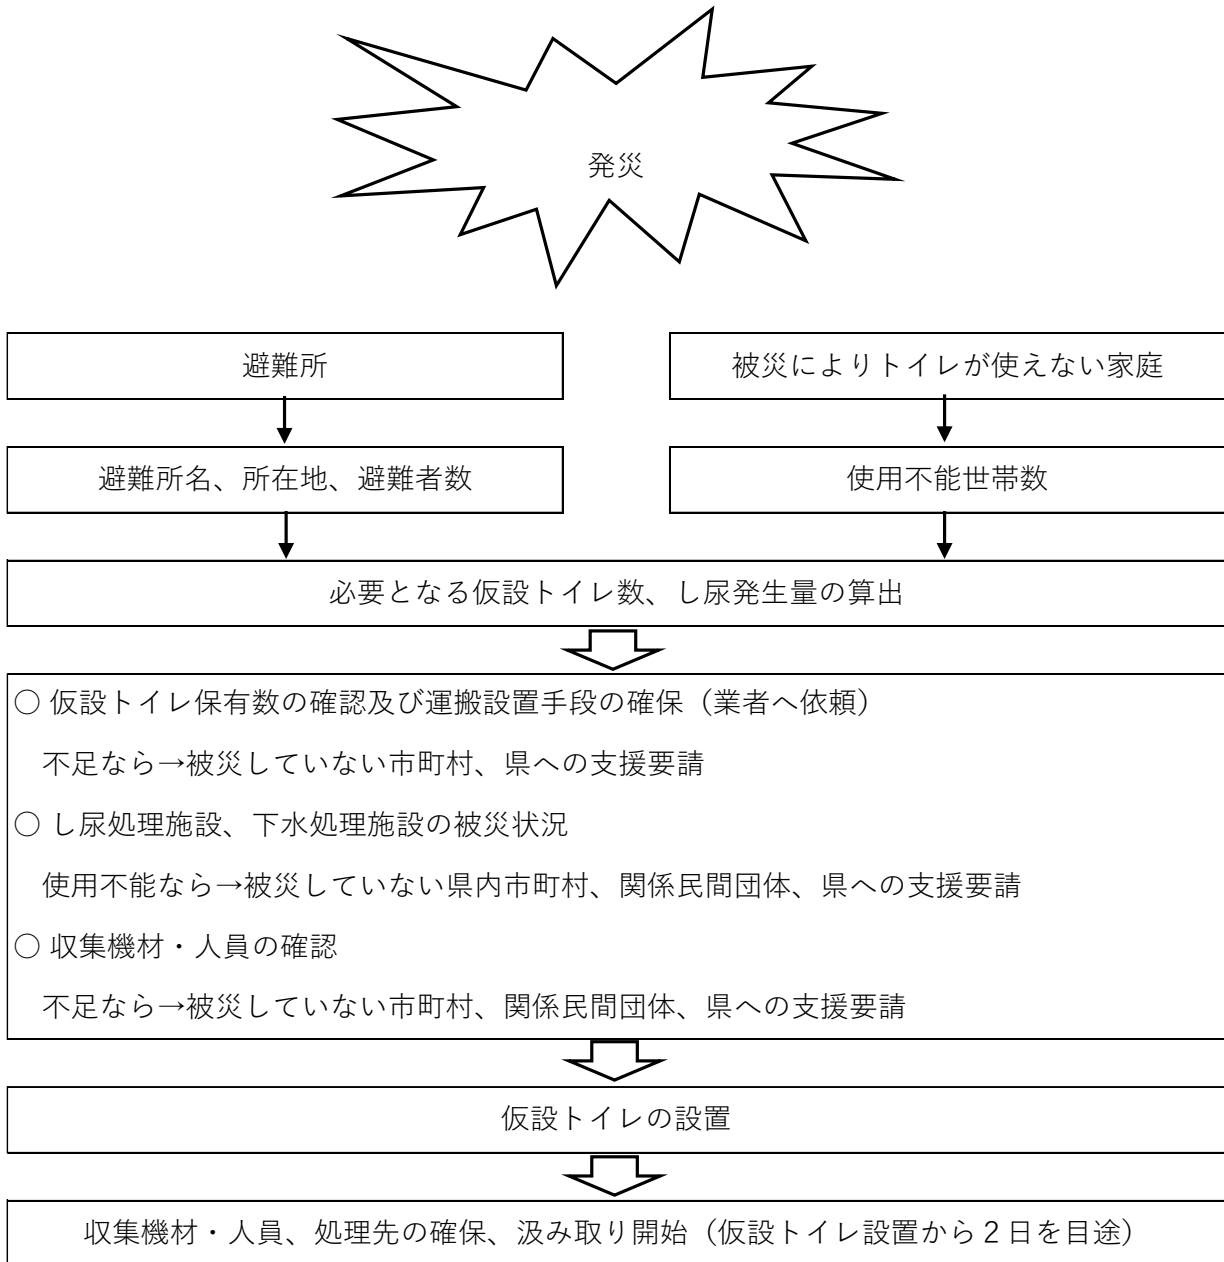 発災
避難所
被災によりトイレが使えない家庭
避難所名、所在地、避難者数
使用不能世帯数
必要となる仮設トイレ数、し尿発生量の算出
○ 仮設トイレ保有数の確認及び運搬設置手段の確保（業者へ依頼）
不足なら→被災していない市町村、県への支援要請
○ し尿処理施設、下水処理施設の被災状況
使用不能なら→被災していない県内市町村、関係民間団体、県への支援要請
○ 収集機材・人員の確認
不足なら→被災していない市町村、関係民間団体、県への支援要請
仮設トイレの設置
収集機材・人員、処理先の確保、汲み取り開始（仮設トイレ設置から２日を目途）